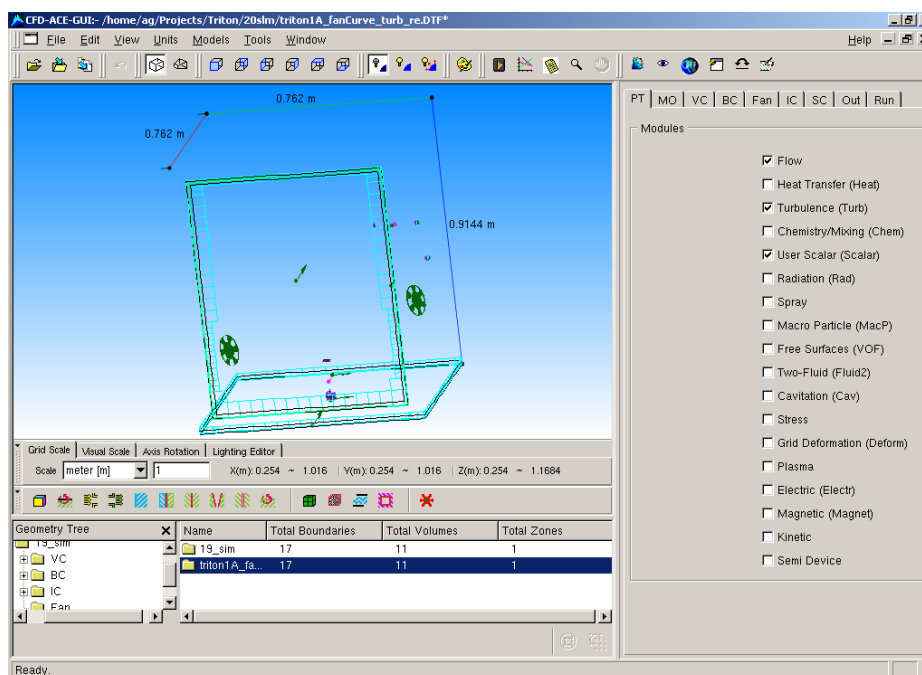 CFD-ACE-GUI:- /home/ag/Projects/Triton/20slm/triton1A_fanCurve_turb_re.DTF*
File Edit View Units Models Tools Window Help
0.762 m
0.762 m
0.9144 m
PT MO VC BC Fan IC SC Out Run
Modules
Flow
Heat Transfer (Heat)
Turbulence (Turb)
Chemistry/Mixing (Chem)
User Scalar (Scalar)
Radiation (Rad)
Spray
Macro Particle (MacP)
Free Surfaces (VOF)
Two-Fluid (Fluid2)
Cavitation (Cav)
Stress
Grid Deformation (Deform)
Plasma
Electric (Electr)
Magnetic (Magnet)
Kinetic
Semi Device
Grid Scale Visual Scale Axis Rotation Lighting Editor
Scale meter [m] 1 X(m): 0.254 ~ 1.016 | Y(m): 0.254 ~ 1.016 | Z(m): 0.254 ~ 1.1684
Geometry Tree X
19_sim
VC
BC
IC
Fan
Name Total Boundaries Total Volumes Total Zones
19_sim 17 11 1
triton1A_fa... 17 11 1
Ready.